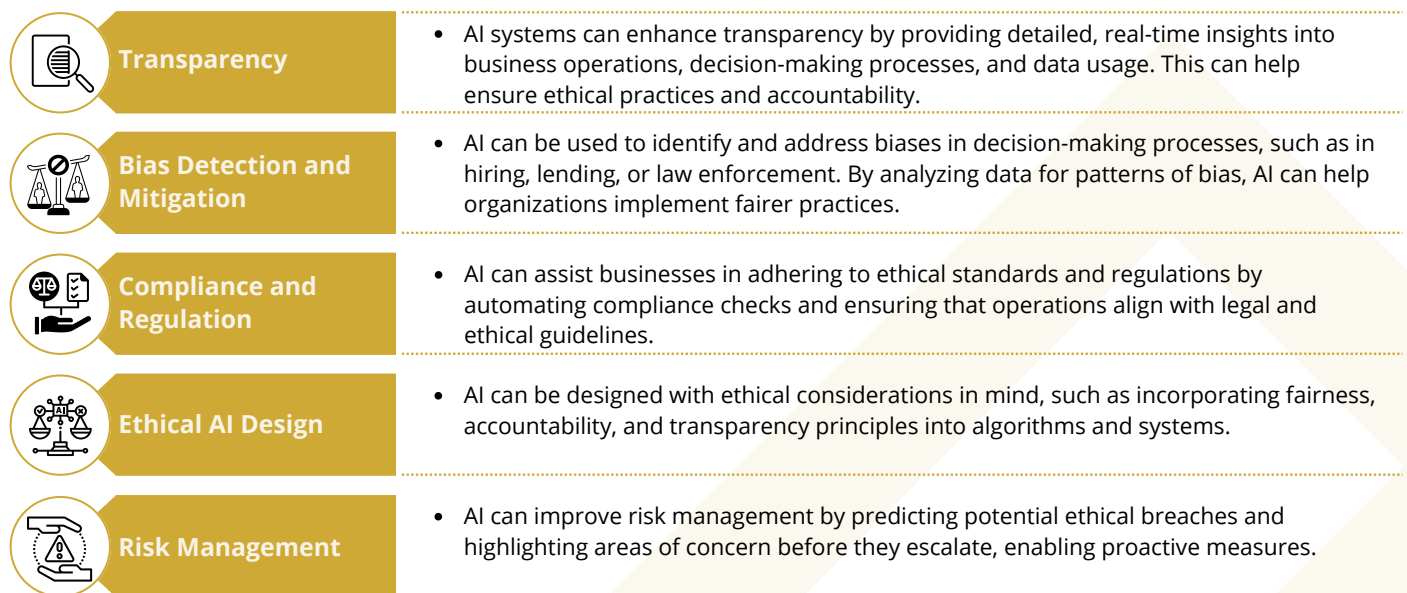 Transparency
• AI systems can enhance transparency by providing detailed, real-time insights into
business operations, decision-making processes, and data usage. This can help
ensure ethical practices and accountability.
Bias Detection and
Mitigation
• AI can be used to identify and address biases in decision-making processes, such as in
hiring, lending, or law enforcement. By analyzing data for patterns of bias, AI can help
organizations implement fairer practices.
Compliance and
Regulation
• AI can assist businesses in adhering to ethical standards and regulations by
automating compliance checks and ensuring that operations align with legal and
ethical guidelines.
AI
Ethical AI Design
• AI can be designed with ethical considerations in mind, such as incorporating fairness,
accountability, and transparency principles into algorithms and systems.
Risk Management
• AI can improve risk management by predicting potential ethical breaches and
highlighting areas of concern before they escalate, enabling proactive measures.